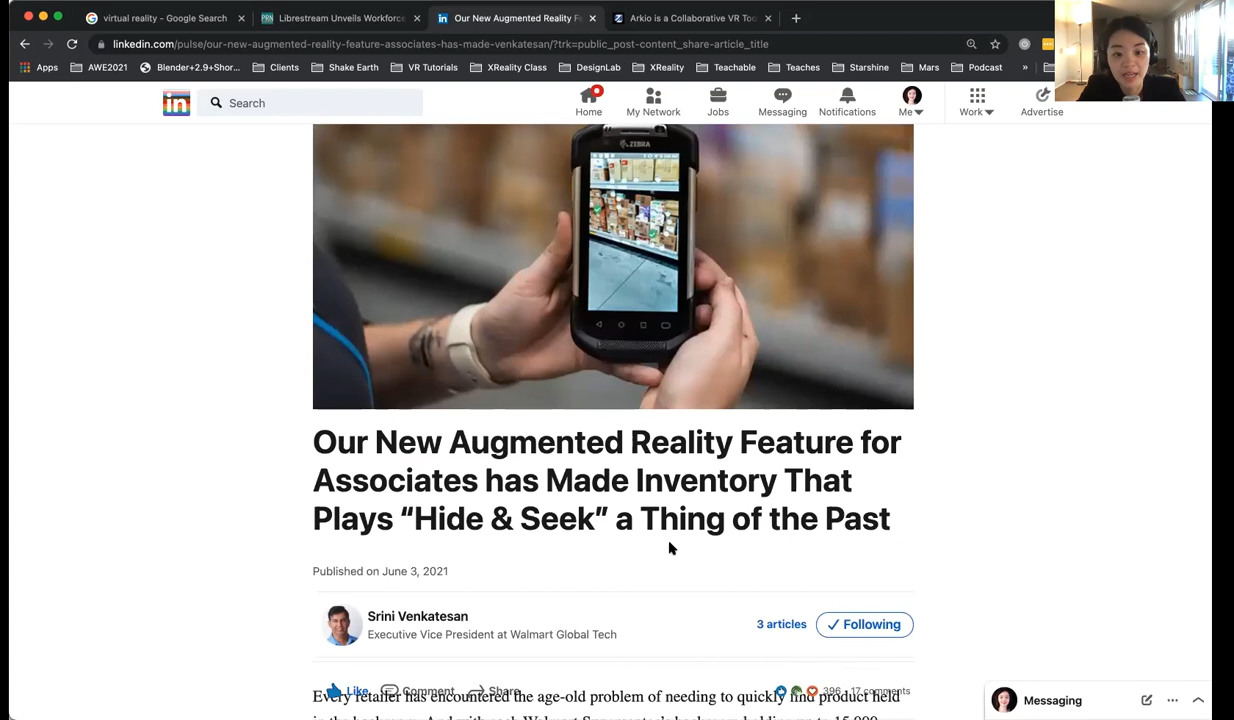 virtual reality - Google Search
Librestream Unveils Workforce
Our New Augmented Reality Fe
Arkio is a Collaborative VR Too
linkedin.com/pulse/our-new-augmented-reality-feature-associates-has-made-venkatesan/?trk=public_post-content_share-article_title
Apps AWE2021 Blender+2.9+Shor... Clients Shake Earth VR Tutorials XReality Class DesignLab XReality Teachable Teaches Starshine Mars Podcast »
in Search
Home My Network Jobs Messaging Notifications Me Work Advertise
ZEBRA
Our New Augmented Reality Feature for
Associates has Made Inventory That
Plays “Hide & Seek” a Thing of the Past
Published on June 3, 2021
Srini Venkatesan
Executive Vice President at Walmart Global Tech
3 articles ✓ Following
Every retailer has encountered the age-old problem of needing to quickly find product held
Like Comment Share 396 · 17 comments
Messaging